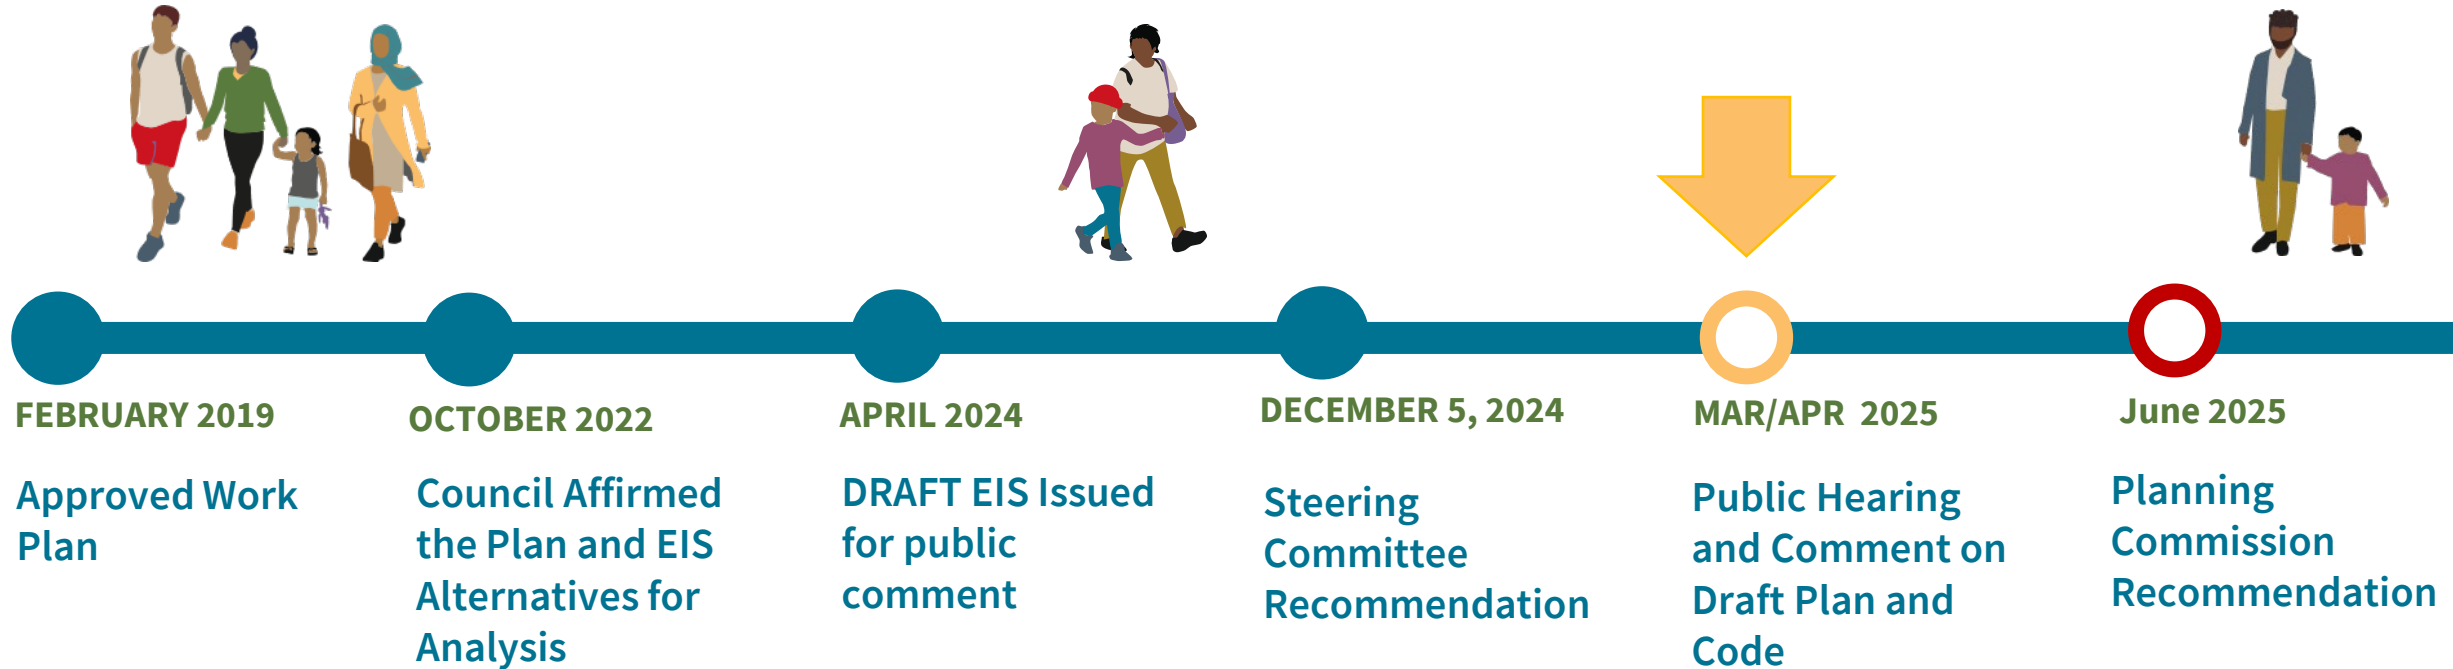 FEBRUARY 2019
Approved Work
Plan
OCTOBER 2022
Council Affirmed
the Plan and EIS
Alternatives for
Analysis
APRIL 2024
DRAFT EIS Issued
for public
comment
DECEMBER 5, 2024
Steering
Committee
Recommendation
MAR/APR 2025
Public Hearing
and Comment on
Draft Plan and
Code
June 2025
Planning
Commission
Recommendation